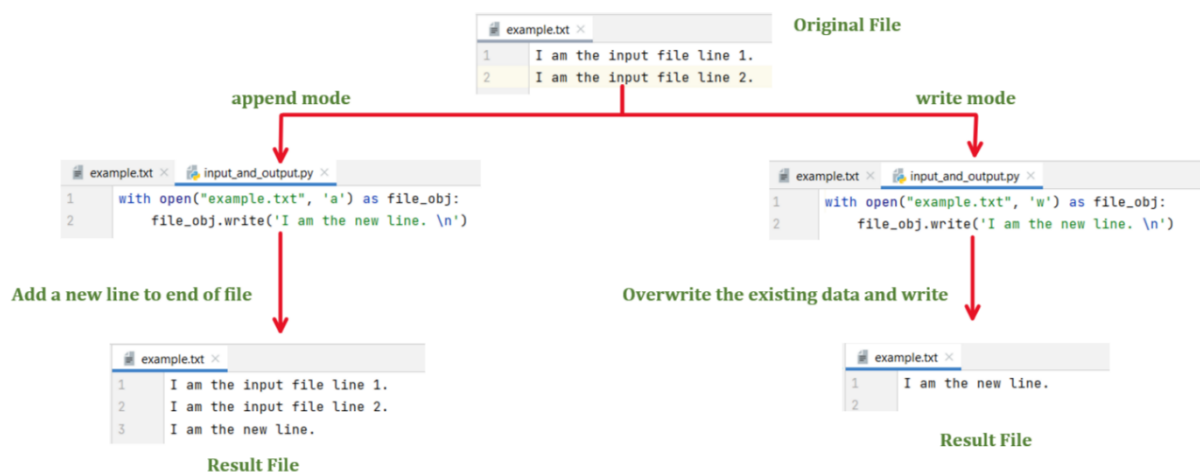 Original File
example.txt
1 I am the input file line 1.
2 I am the input file line 2.
append mode
write mode
example.txt input_and_output.py
1 with open("example.txt", 'a') as file_obj:
2 file_obj.write('I am the new line. \n')
example.txt input_and_output.py
1 with open("example.txt", 'w') as file_obj:
2 file_obj.write('I am the new line. \n')
Add a new line to end of file
Overwrite the existing data and write
example.txt
1 I am the input file line 1.
2 I am the input file line 2.
3 I am the new line.
Result File
example.txt
1 I am the new line.
2
Result File